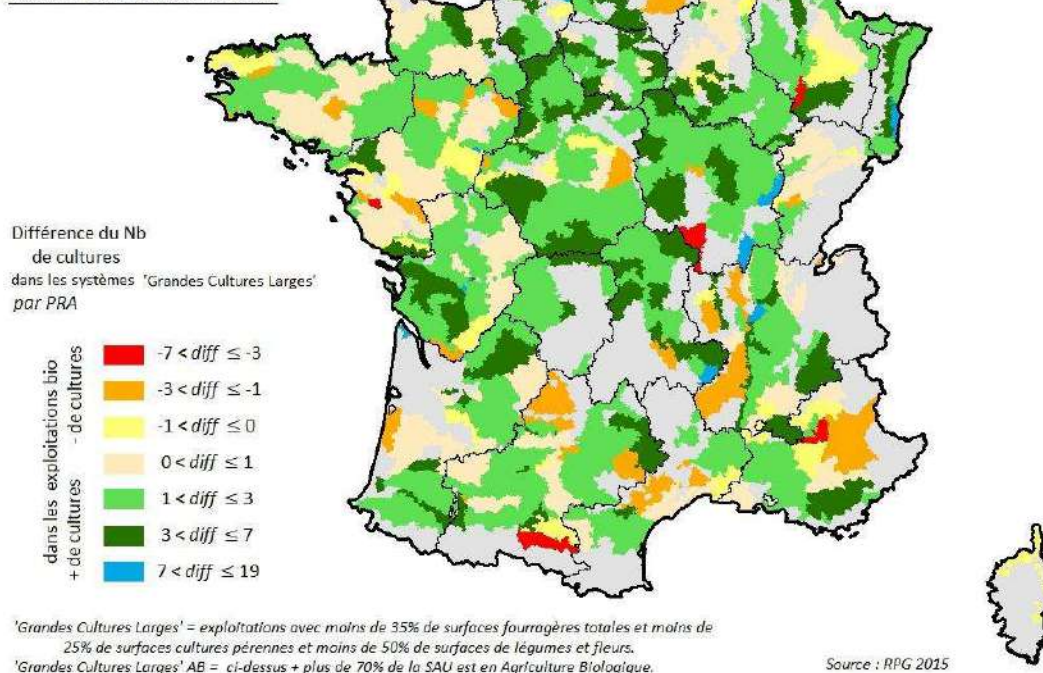 Différence du Nb
de cultures
dans les systèmes 'Grandes Cultures Larges'
par PRA
dans les exploitations bio
- de cultures
+ de cultures
-7 < diff ≤ -3
-3 < diff ≤ -1
-1 < diff ≤ 0
0 < diff ≤ 1
1 < diff ≤ 3
3 < diff ≤ 7
7 < diff ≤ 19
'Grandes Cultures Larges' = exploitations avec moins de 35% de surfaces fourragères totales et moins de
25% de surfaces cultures pérennes et moins de 50% de surfaces de légumes et fleurs.
'Grandes Cultures Larges' AB = ci-dessus + plus de 70% de la SAU est en Agriculture Biologique.
Source : RPG 2015